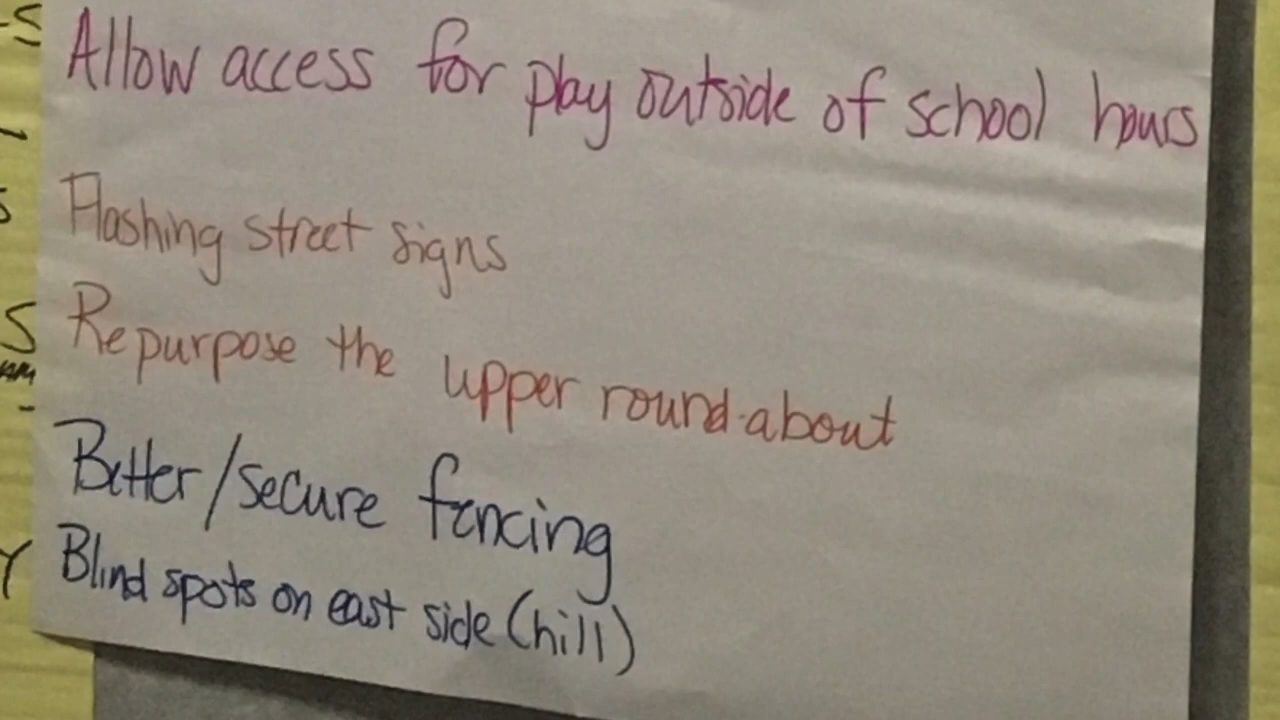 Allow access for play outside of school hours
Flashing street signs
Repurpose the upper round-about
Better/secure fencing
Blind spots on east side (hill)